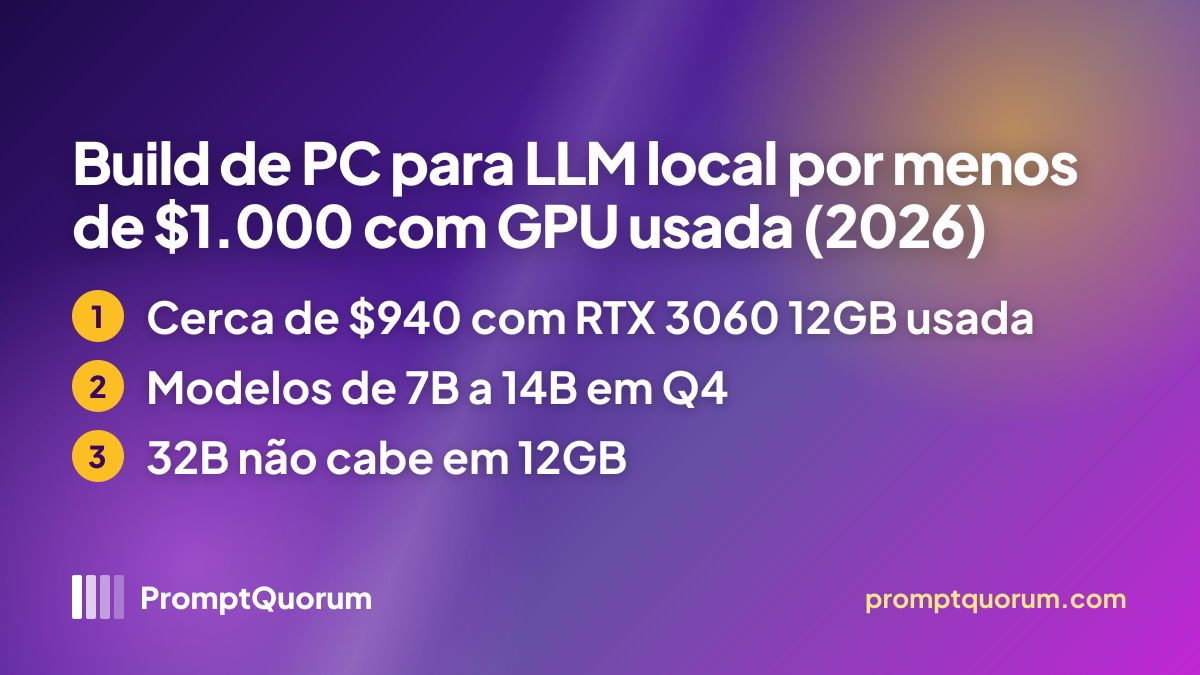 Build de PC para LLM local por menos
de $1.000 com GPU usada (2026)
1 Cerca de $940 com RTX 3060 12GB usada
2 Modelos de 7B a 14B em Q4
3 32B não cabe em 12GB
PromptQuorum
promptquorum.com